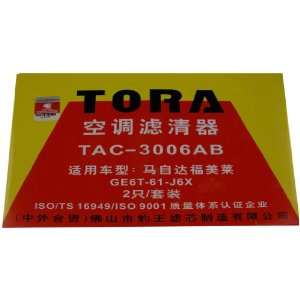 TORA
空调滤清器
TAC-3006AB
适用车型：马自达福美莱
GE6T-61-J6X
2只/套装
ISO/TS 16949/ISO 9001 质量体系认证企业
(中外合资)佛山市豹王滤芯制造有限公司